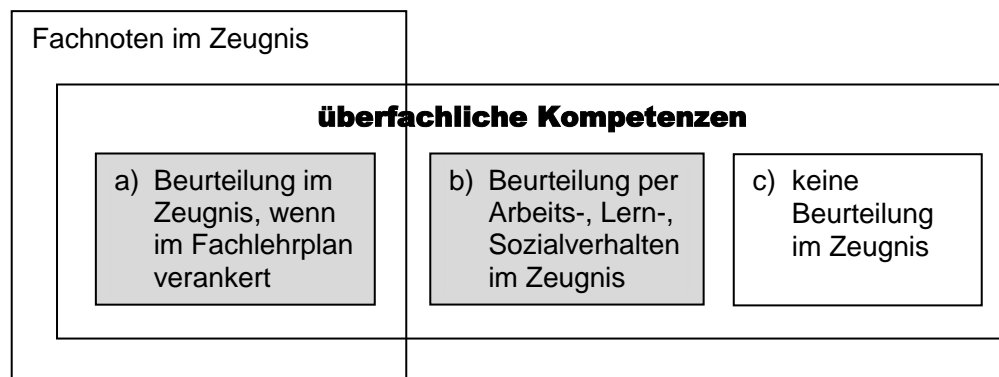 Fachnoten im Zeugnis
überfachliche Kompetenzen
a) Beurteilung im
Zeugnis, wenn
im Fachlehrplan
verankert
b) Beurteilung per
Arbeits-, Lern-,
Sozialverhalten
im Zeugnis
c) keine
Beurteilung
im Zeugnis